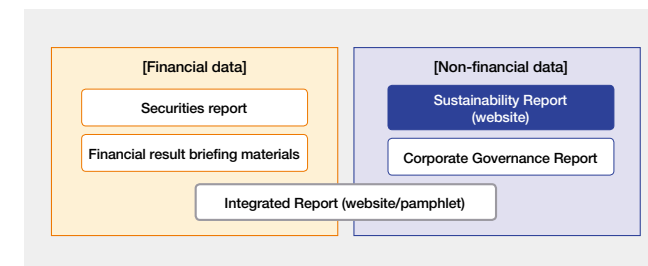 [Financial data]
Securities report
Financial result briefing materials
[Non-financial data]
Sustainability Report
(website)
Corporate Governance Report
Integrated Report (website/pamphlet)